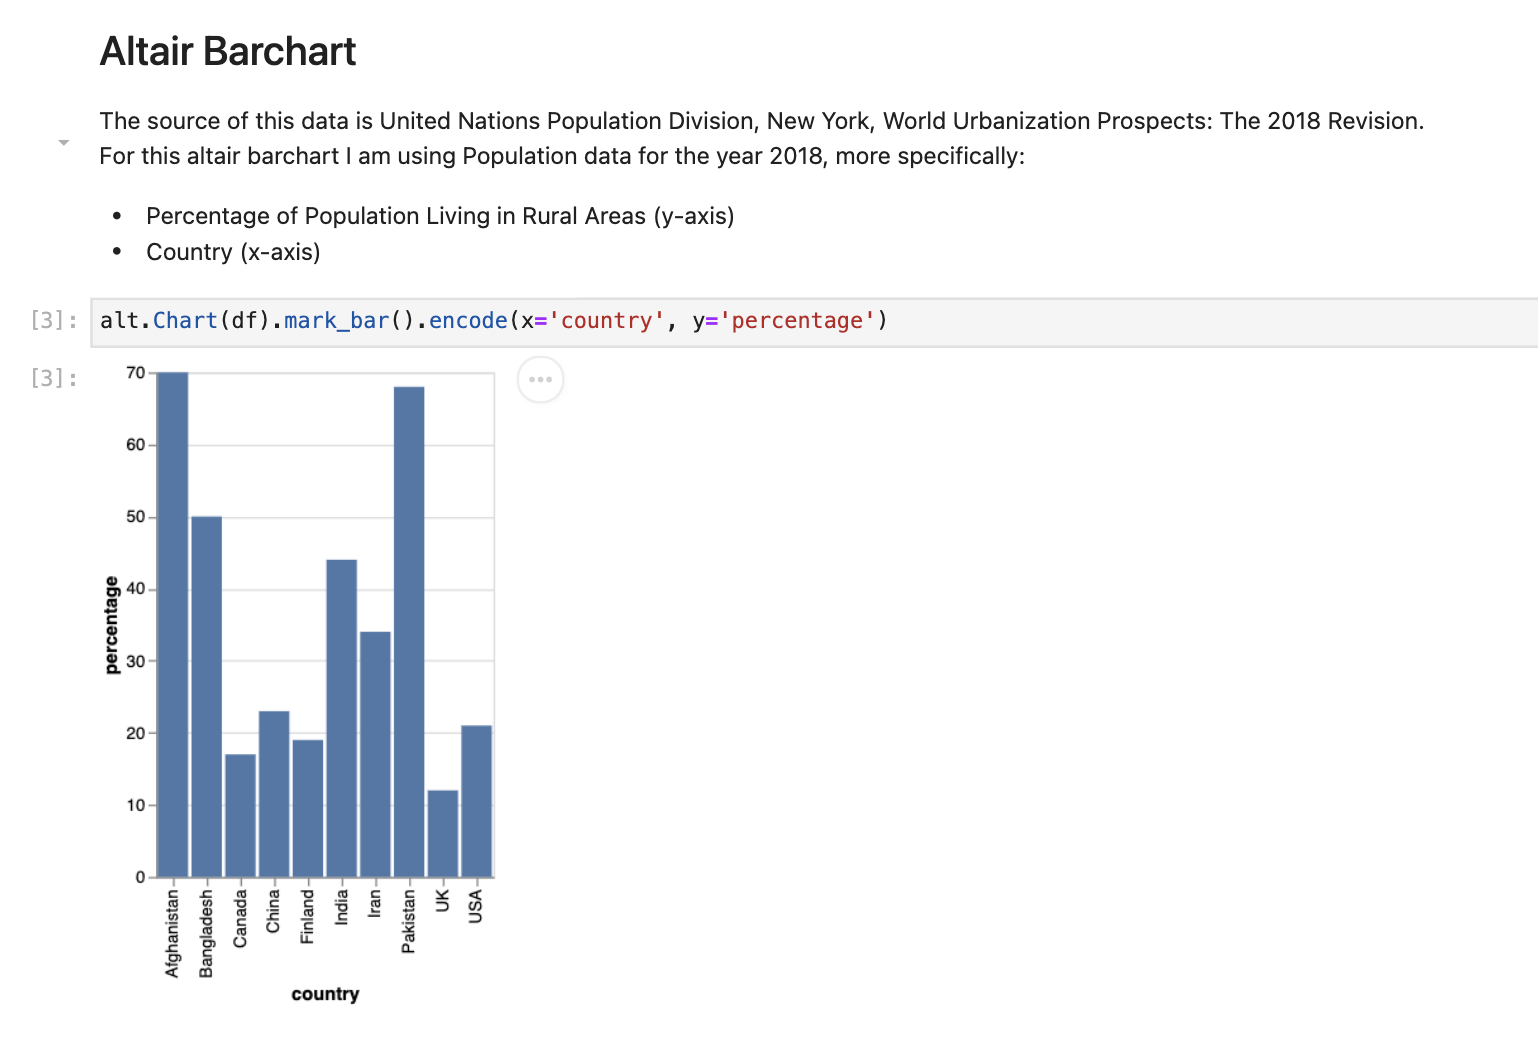 Altair Barchart
The source of this data is United Nations Population Division, New York, World Urbanization Prospects: The 2018 Revision.
For this altair barchart I am using Population data for the year 2018, more specifically:
• Percentage of Population Living in Rural Areas (y-axis)
• Country (x-axis)
[3]: alt.Chart(df).mark_bar().encode(x='country', y='percentage')
[3]:
70
60
50
40
30
20
10
0
percentage
Afghanistan
Bangladesh
Canada
China
Finland
India
Iran
Pakistan
UK
USA
country